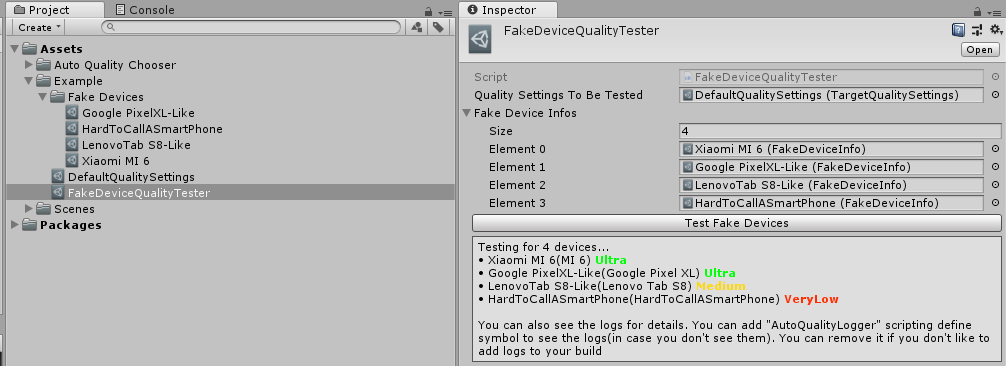 Project
Console
Create
Assets
Auto Quality Chooser
Example
Fake Devices
Google PixelXL-Like
HardToCallASmartPhone
LenovoTab S8-Like
Xiaomi MI 6
DefaultQualitySettings
FakeDeviceQualityTester
Scenes
Packages
Inspector
FakeDeviceQualityTester
Open
Script FakeDeviceQualityTester
Quality Settings To Be Tested DefaultQualitySettings (TargetQualitySettings)
Fake Device Infos
Size 4
Element 0 Xiaomi MI 6 (FakeDeviceInfo)
Element 1 Google PixelXL-Like (FakeDeviceInfo)
Element 2 LenovoTab S8-Like (FakeDeviceInfo)
Element 3 HardToCallASmartPhone (FakeDeviceInfo)
Test Fake Devices
Testing for 4 devices...
• Xiaomi MI 6(MI 6) Ultra
• Google PixelXL-Like(Google Pixel XL) Ultra
• LenovoTab S8-Like(Lenovo Tab S8) Medium
• HardToCallASmartPhone(HardToCallASmartPhone) VeryLow
You can also see the logs for details. You can add "AutoQualityLogger" scripting define
symbol to see the logs(in case you don't see them). You can remove it if you don't like to
add logs to your build